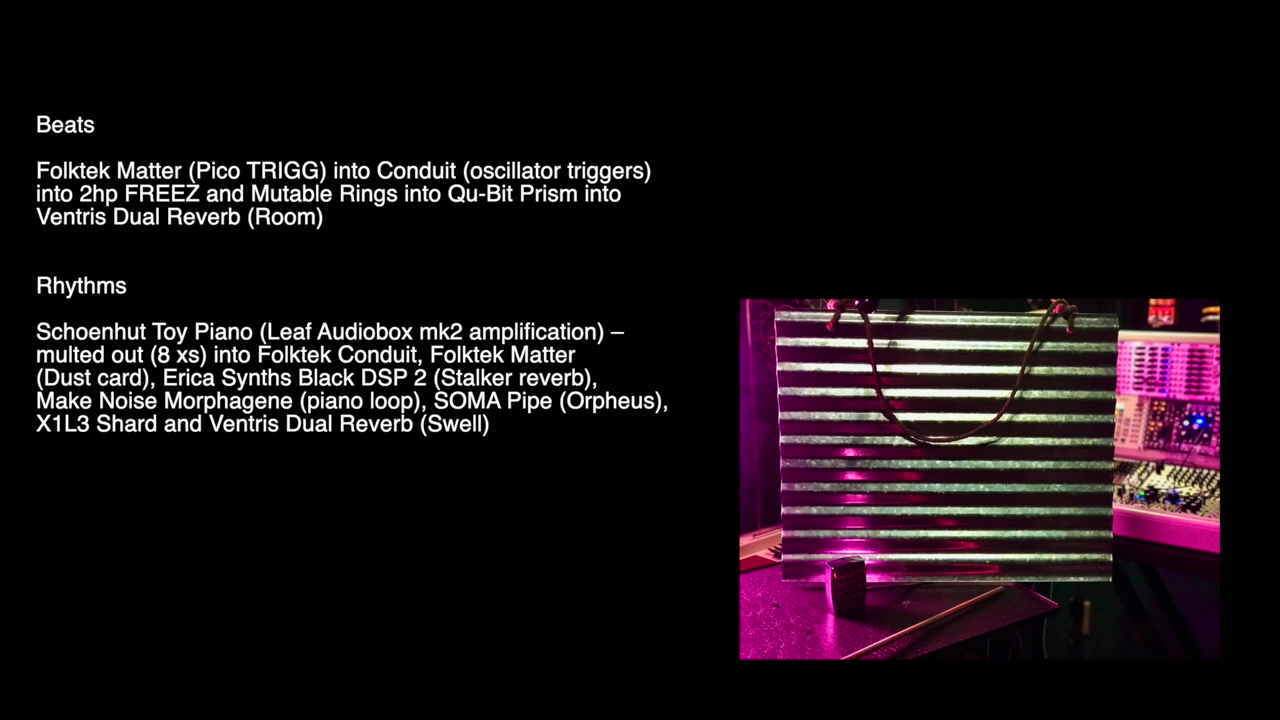 Beats
Folktek Matter (Pico TRIGG) into Conduit (oscillator triggers)
into 2hp FREEZ and Mutable Rings into Qu-Bit Prism into
Ventris Dual Reverb (Room)
Rhythms
Schoenhut Toy Piano (Leaf Audiobox mk2 amplification) –
multed out (8 xs) into Folktek Conduit, Folktek Matter
(Dust card), Erica Synths Black DSP 2 (Stalker reverb),
Make Noise Morphagene (piano loop), SOMA Pipe (Orpheus),
X1L3 Shard and Ventris Dual Reverb (Swell)